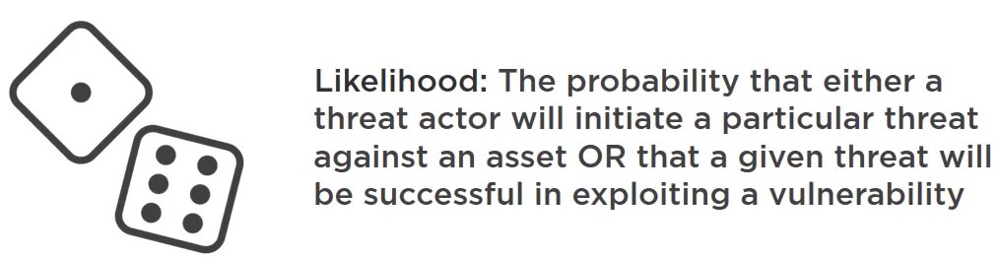 Likelihood: The probability that either a
threat actor will initiate a particular threat
against an asset OR that a given threat will
be successful in exploiting a vulnerability